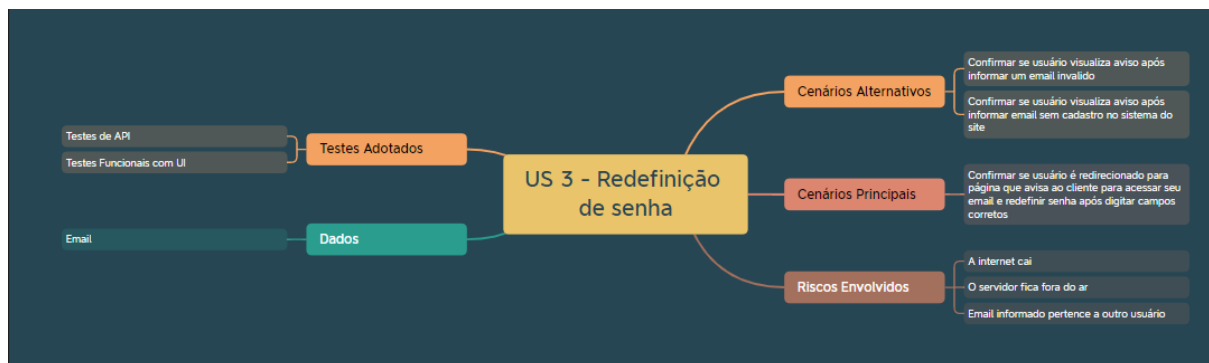 Testes de API
Testes Funcionais com UI
Testes Adotados
Email
Dados
US 3 - Redefinição
de senha
Cenários Alternativos
Confirmar se usuário visualiza aviso após
informar um email invalido
Confirmar se usuário visualiza aviso após
informar email sem cadastro no sistema do
site
Cenários Principais
Confirmar se usuário é redirecionado para
página que avisa ao cliente para acessar seu
email e redefinir senha após digitar campos
corretos
Riscos Envolvidos
A internet cai
O servidor fica fora do ar
Email informado pertence a outro usuário